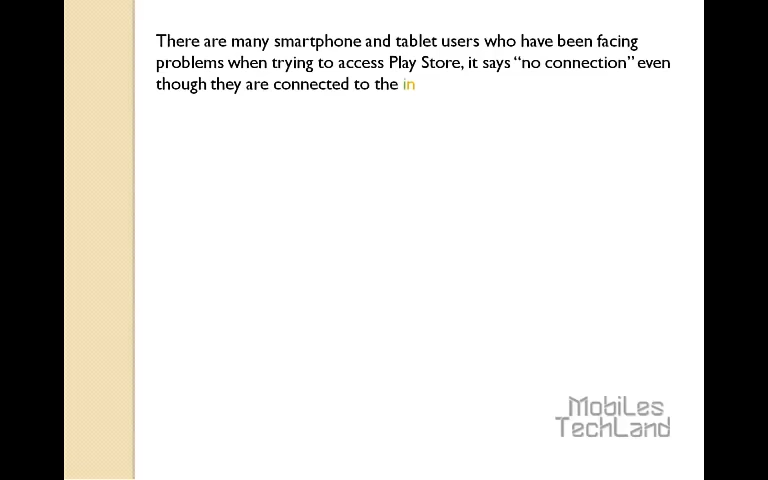 There are many smartphone and tablet users who have been facing
problems when trying to access Play Store, it says “no connection” even
though they are connected to the in
MobiLes
TechLand